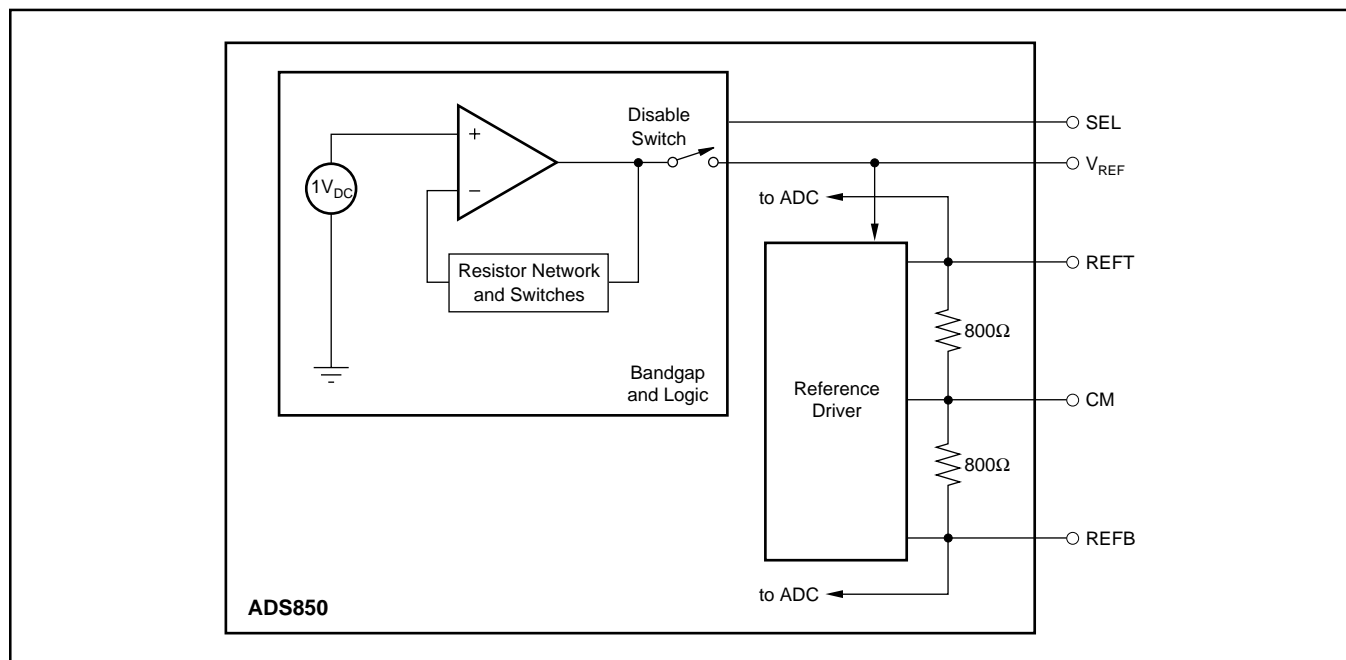 Disable
Switch
SEL
+
1V_DC
V_REF
−
to ADC
Resistor Network
and Switches
REFT
800Ω
Bandgap
and Logic
Reference
Driver
CM
800Ω
REFB
to ADC
ADS850